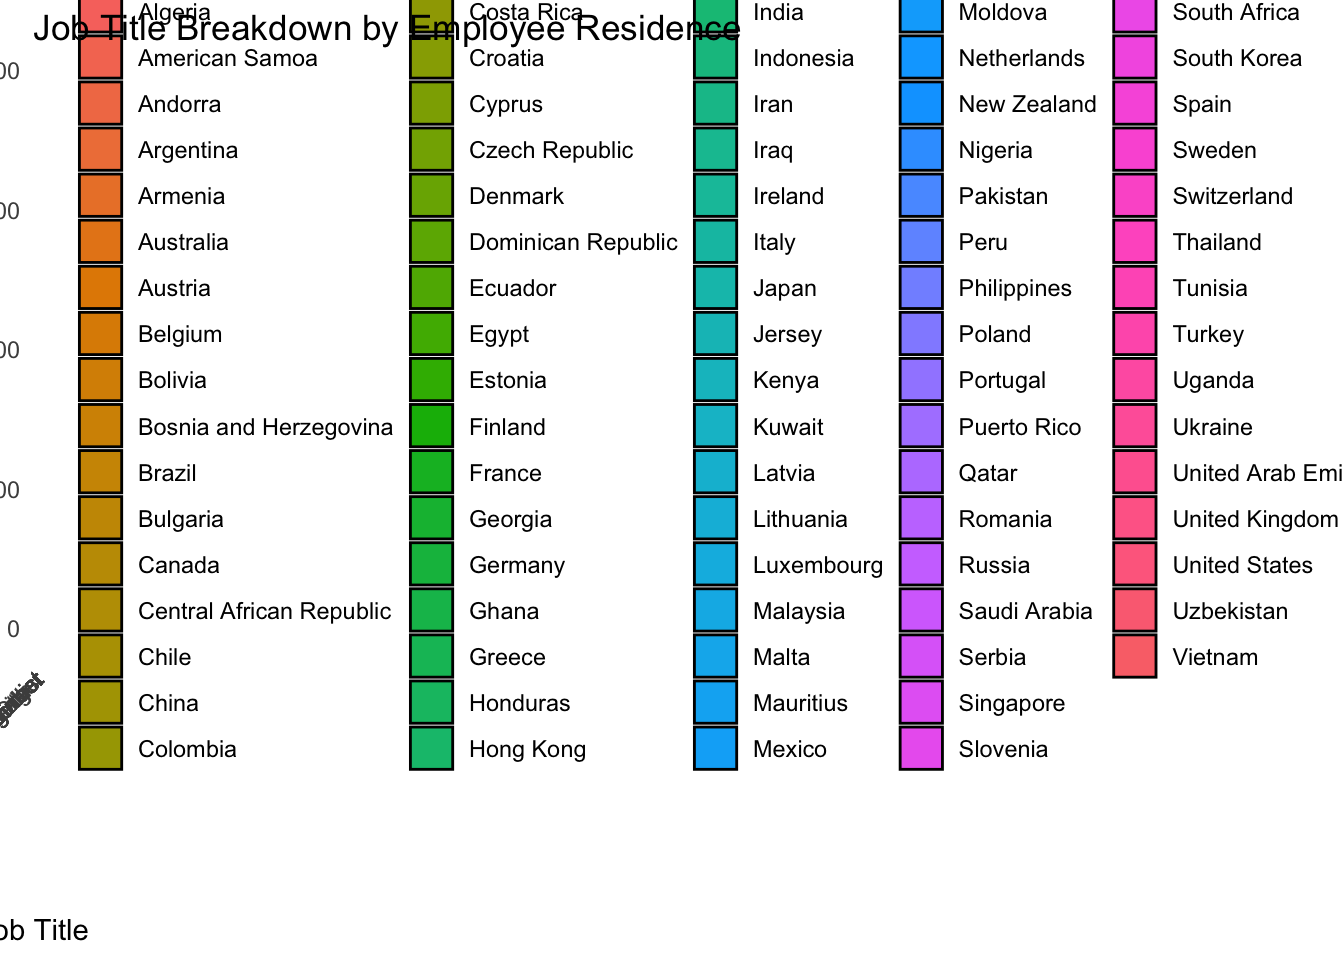 Job Title Breakdown by Employee Residence
00
00
00
00
0
Algeria
American Samoa
Andorra
Argentina
Armenia
Australia
Austria
Belgium
Bolivia
Bosnia and Herzegovina
Brazil
Bulgaria
Canada
Central African Republic
Chile
China
Colombia
Costa Rica
Croatia
Cyprus
Czech Republic
Denmark
Dominican Republic
Ecuador
Egypt
Estonia
Finland
France
Georgia
Germany
Ghana
Greece
Honduras
Hong Kong
India
Indonesia
Iran
Iraq
Ireland
Italy
Japan
Jersey
Kenya
Kuwait
Latvia
Lithuania
Luxembourg
Malaysia
Malta
Mauritius
Mexico
Moldova
Netherlands
New Zealand
Nigeria
Pakistan
Peru
Philippines
Poland
Portugal
Puerto Rico
Qatar
Romania
Russia
Saudi Arabia
Serbia
Singapore
Slovenia
South Africa
South Korea
Spain
Sweden
Switzerland
Thailand
Tunisia
Turkey
Uganda
Ukraine
United Arab Emi
United Kingdom
United States
Uzbekistan
Vietnam
ob Title